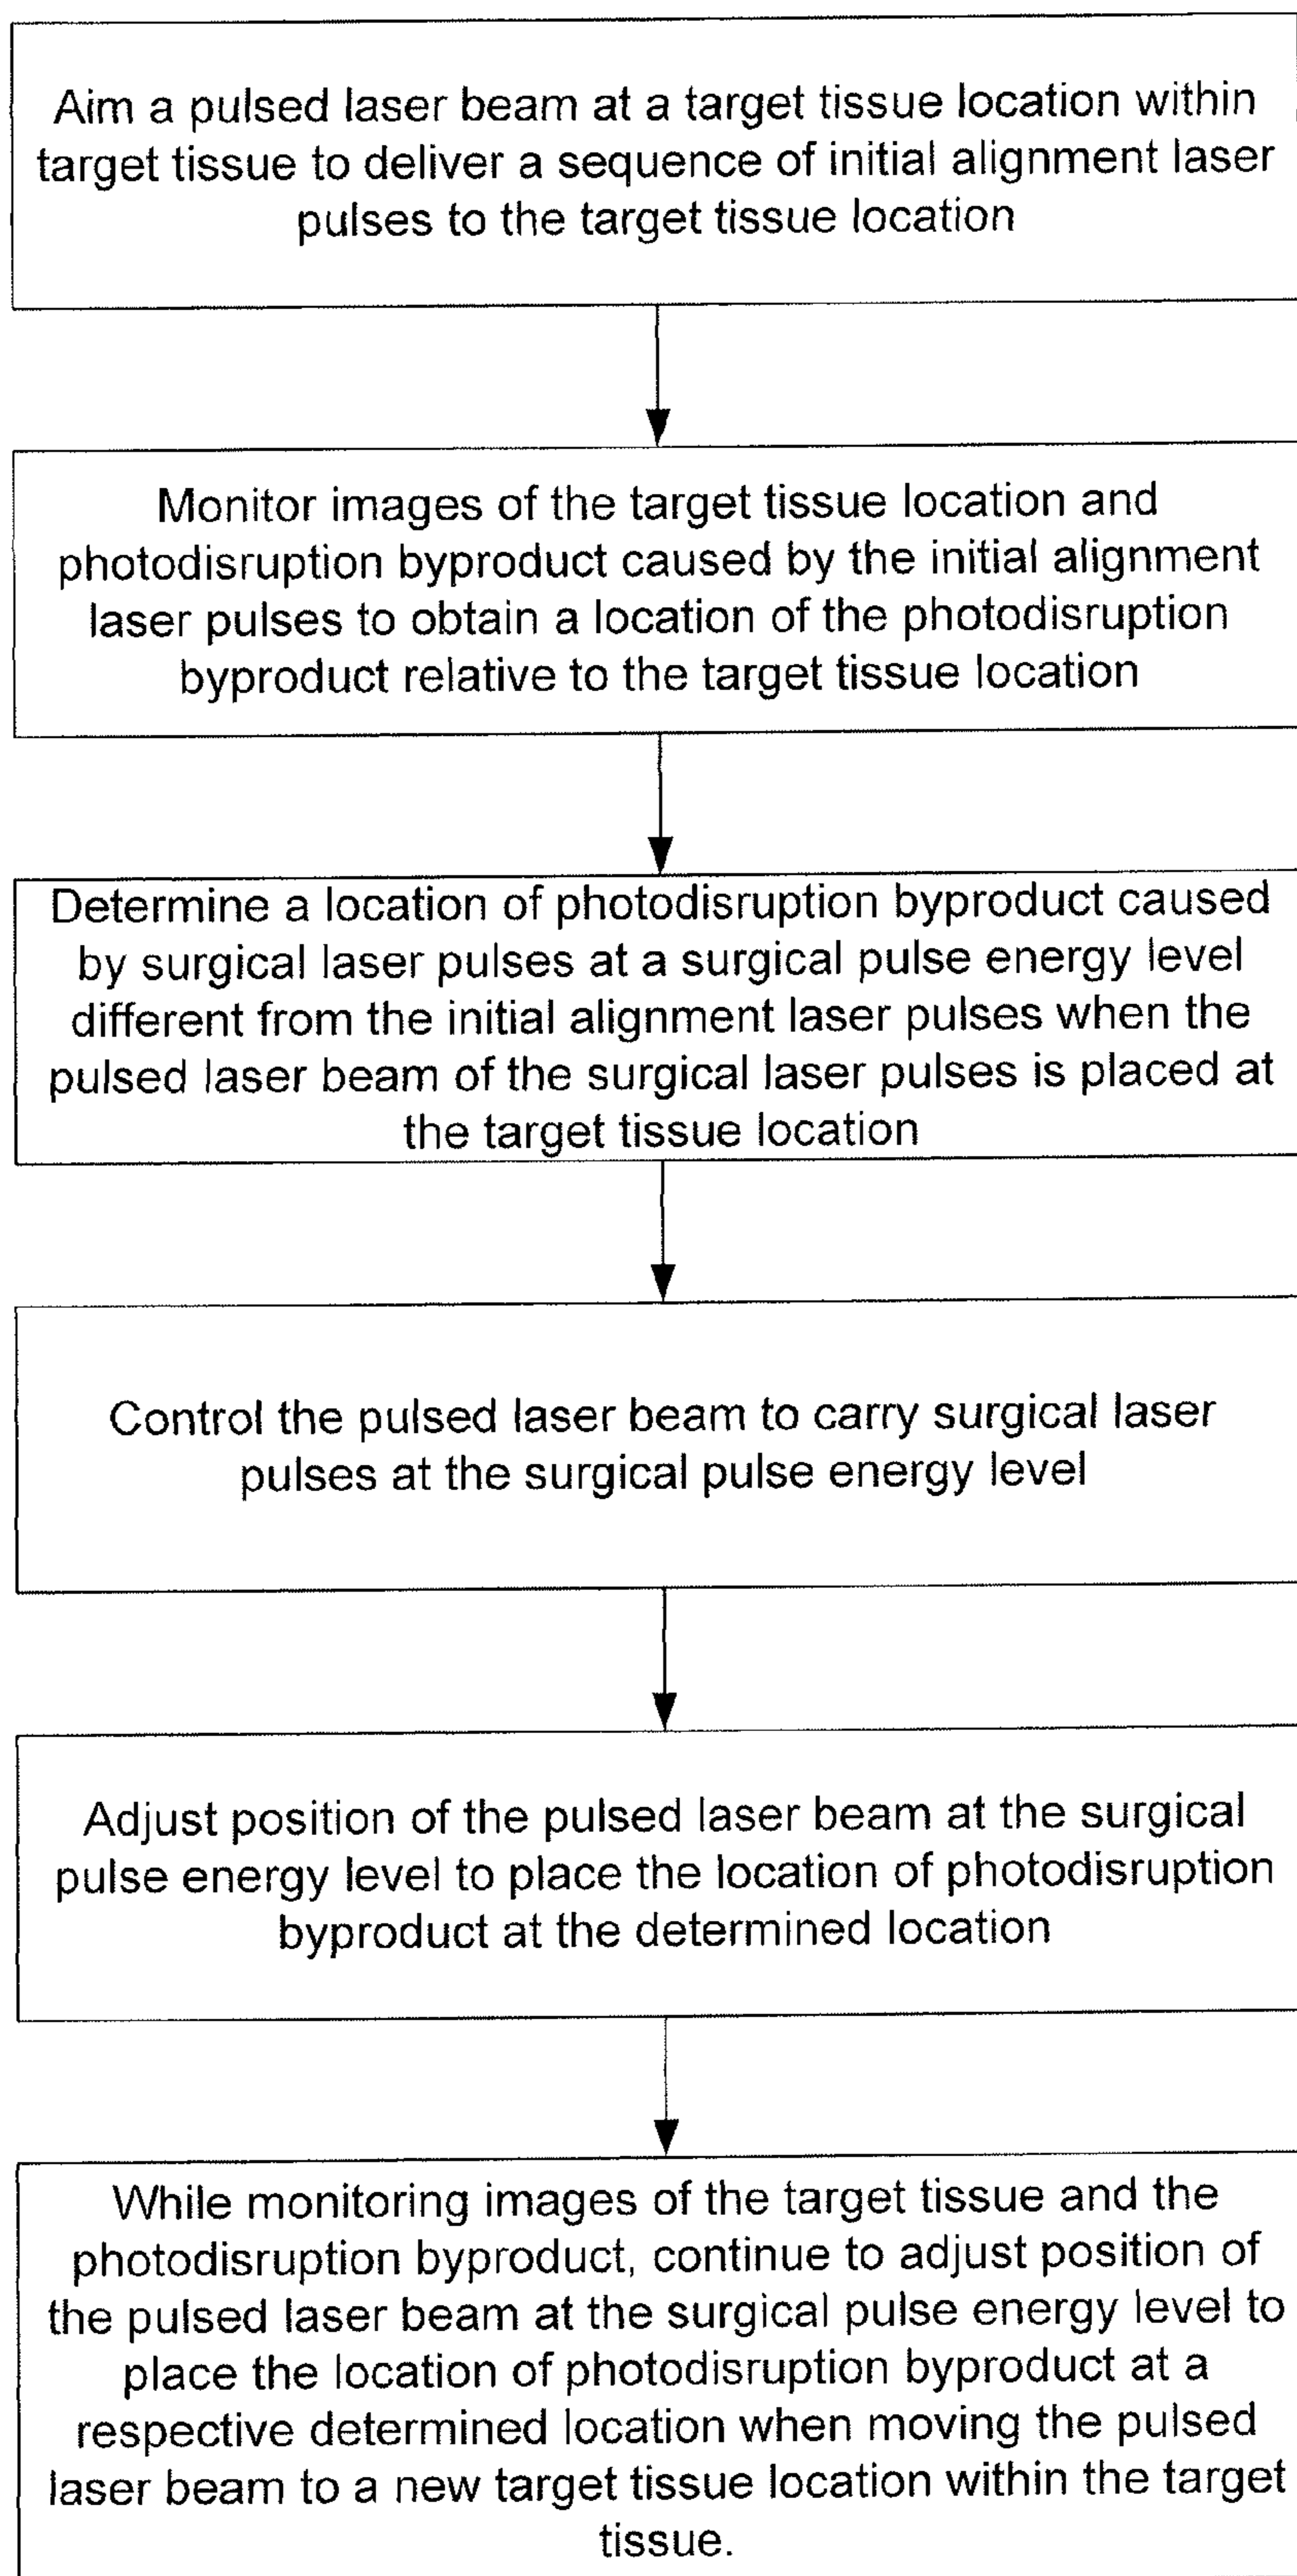 Aim a pulsed laser beam at a target tissue location within
target tissue to deliver a sequence of initial alignment laser
pulses to the target tissue location
Monitor images of the target tissue location and
photodisruption byproduct caused by the initial alignment
laser pulses to obtain a location of the photodisruption
byproduct relative to the target tissue location
Determine a location of photodisruption byproduct caused
by surgical laser pulses at a surgical pulse energy level
different from the initial alignment laser pulses when the
pulsed laser beam of the surgical laser pulses is placed at
the target tissue location
Control the pulsed laser beam to carry surgical laser
pulses at the surgical pulse energy level
Adjust position of the pulsed laser beam at the surgical
pulse energy level to place the location of photodisruption
byproduct at the determined location
While monitoring images of the target tissue and the
photodisruption byproduct, continue to adjust position of
the pulsed laser beam at the surgical pulse energy level to
place the location of photodisruption byproduct at a
respective determined location when moving the pulsed
laser beam to a new target tissue location within the target
tissue.